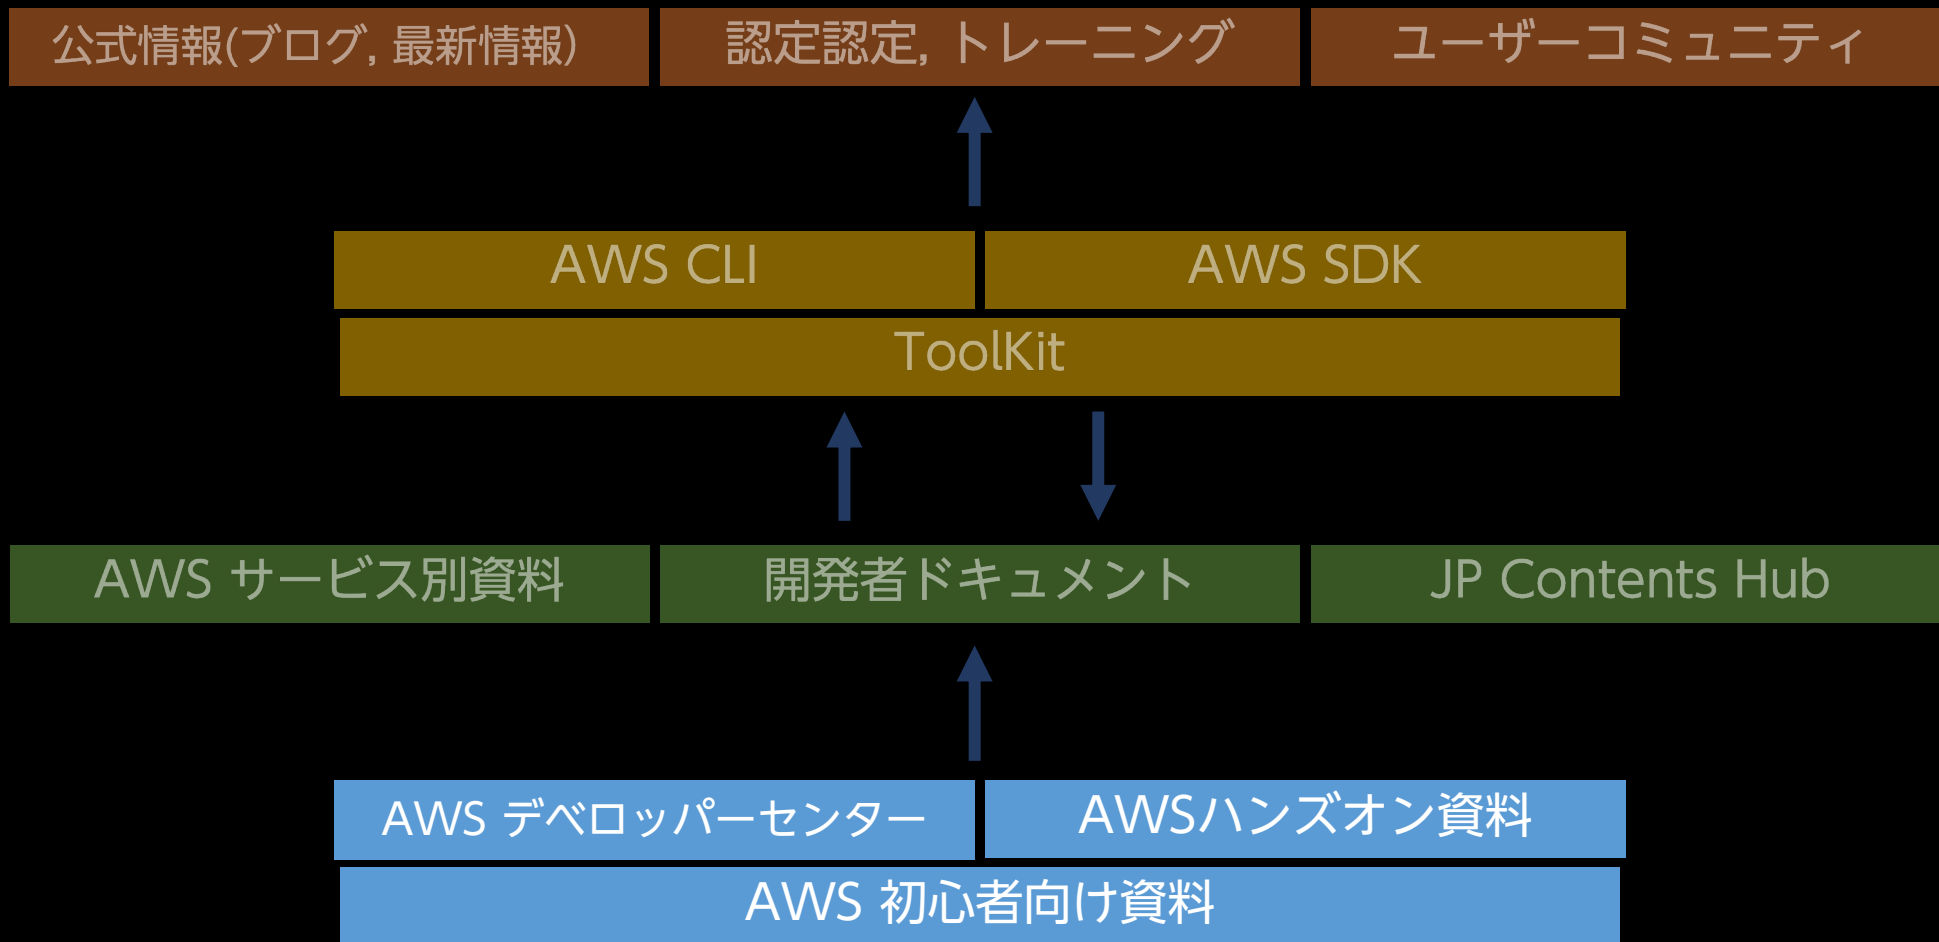 公式情報(ブログ, 最新情報)
認定認定, トレーニング
ユーザーコミュニティ
AWS CLI
AWS SDK
ToolKit
AWS サービス別資料
開発者ドキュメント
JP Contents Hub
AWS デベロッパーセンター
AWSハンズオン資料
AWS 初心者向け資料